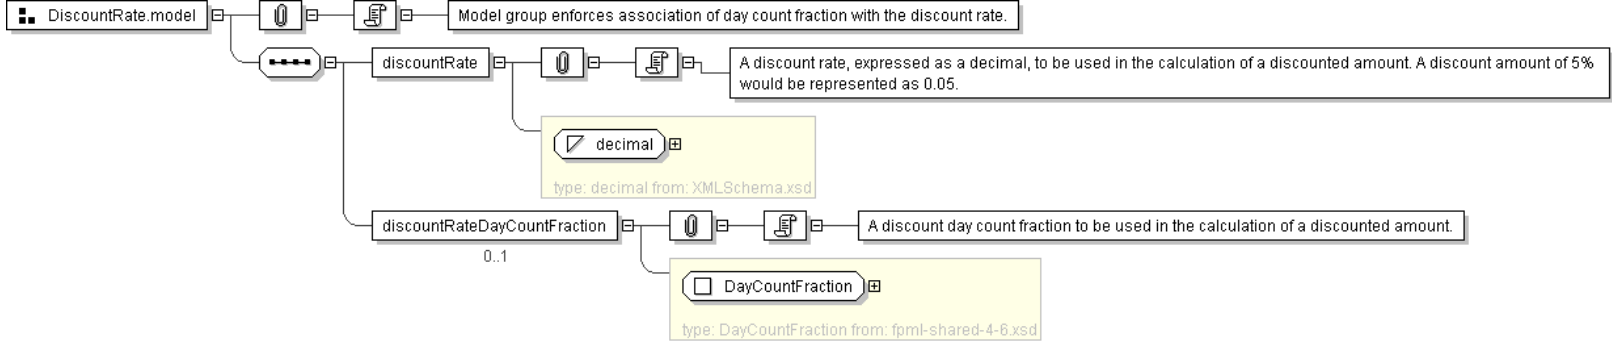 DiscountRate.model
Model group enforces association of day count fraction with the discount rate.
discountRate
A discount rate, expressed as a decimal, to be used in the calculation of a discounted amount. A discount amount of 5%
would be represented as 0.05.
decimal
type: decimal from: XMLSchema.xsd
discountRateDayCountFraction
A discount day count fraction to be used in the calculation of a discounted amount.
0..1
DayCountFraction
type: DayCountFraction from: fpml-shared-4-6.xsd